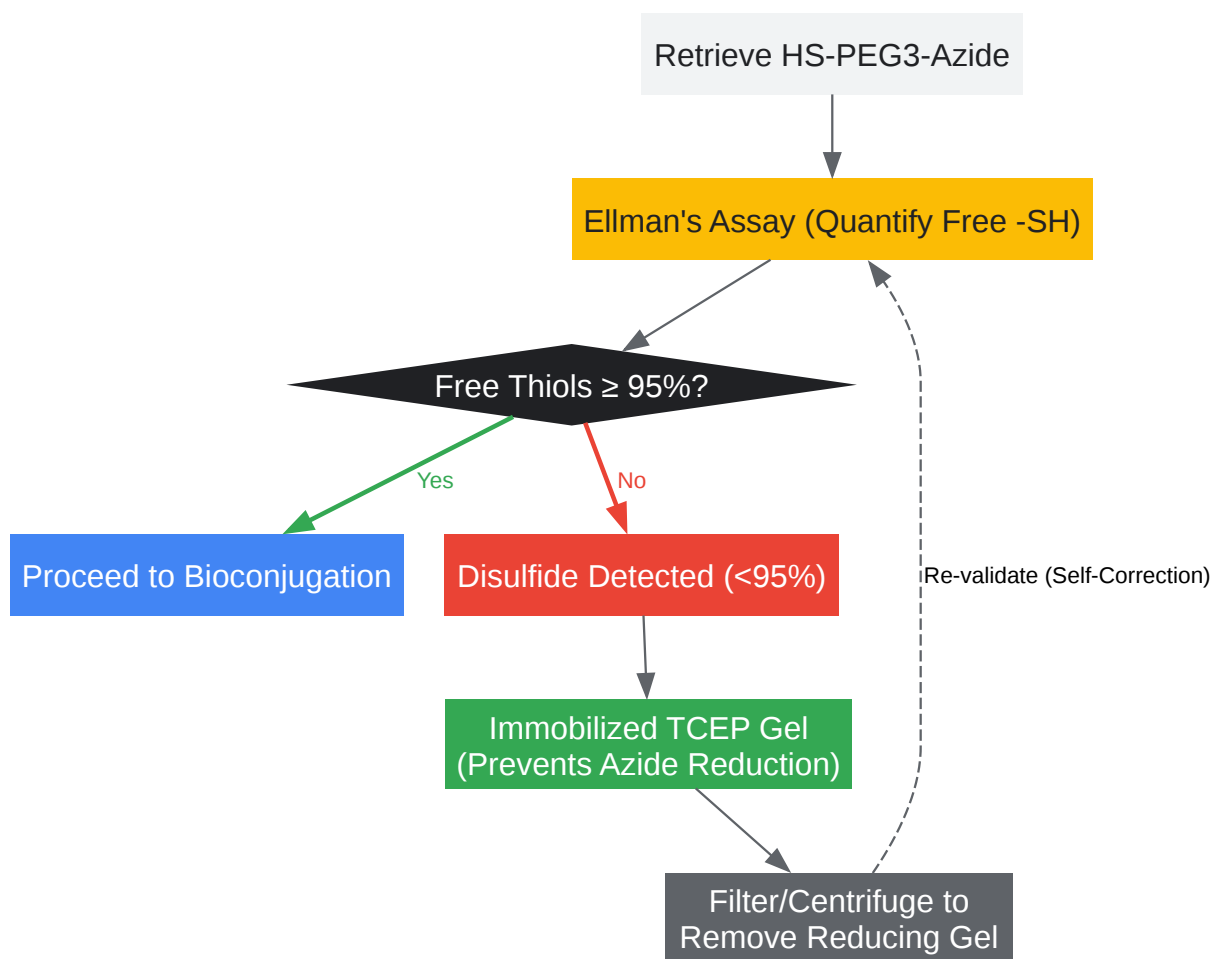 Retrieve HS-PEG3-Azide
Ellman's Assay (Quantify Free -SH)
Free Thiols ≥ 95%?
Yes
No
Proceed to Bioconjugation
Disulfide Detected (<95%)
Re-validate (Self-Correction)
Immobilized TCEP Gel
(Prevents Azide Reduction)
Filter/Centrifuge to
Remove Reducing Gel